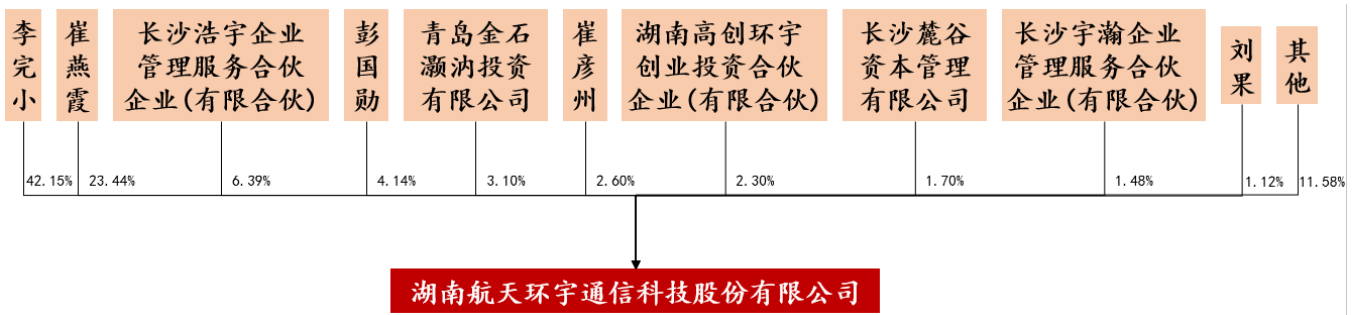 李完小
崔燕霞
长沙浩宇企业
管理服务合伙
企业(有限合伙)
彭国勋
青岛金石
灏汭投资
有限公司
崔彦州
湖南高创环宇
创业投资合伙
企业(有限合伙)
长沙麓谷
资本管理
有限公司
长沙宇瀚企业
管理服务合伙
企业(有限合伙)
刘果
其他
42.15%
23.44%
6.39%
4.14%
3.10%
2.60%
2.30%
1.70%
1.48%
1.12%
11.58%
湖南航天环宇通信科技股份有限公司